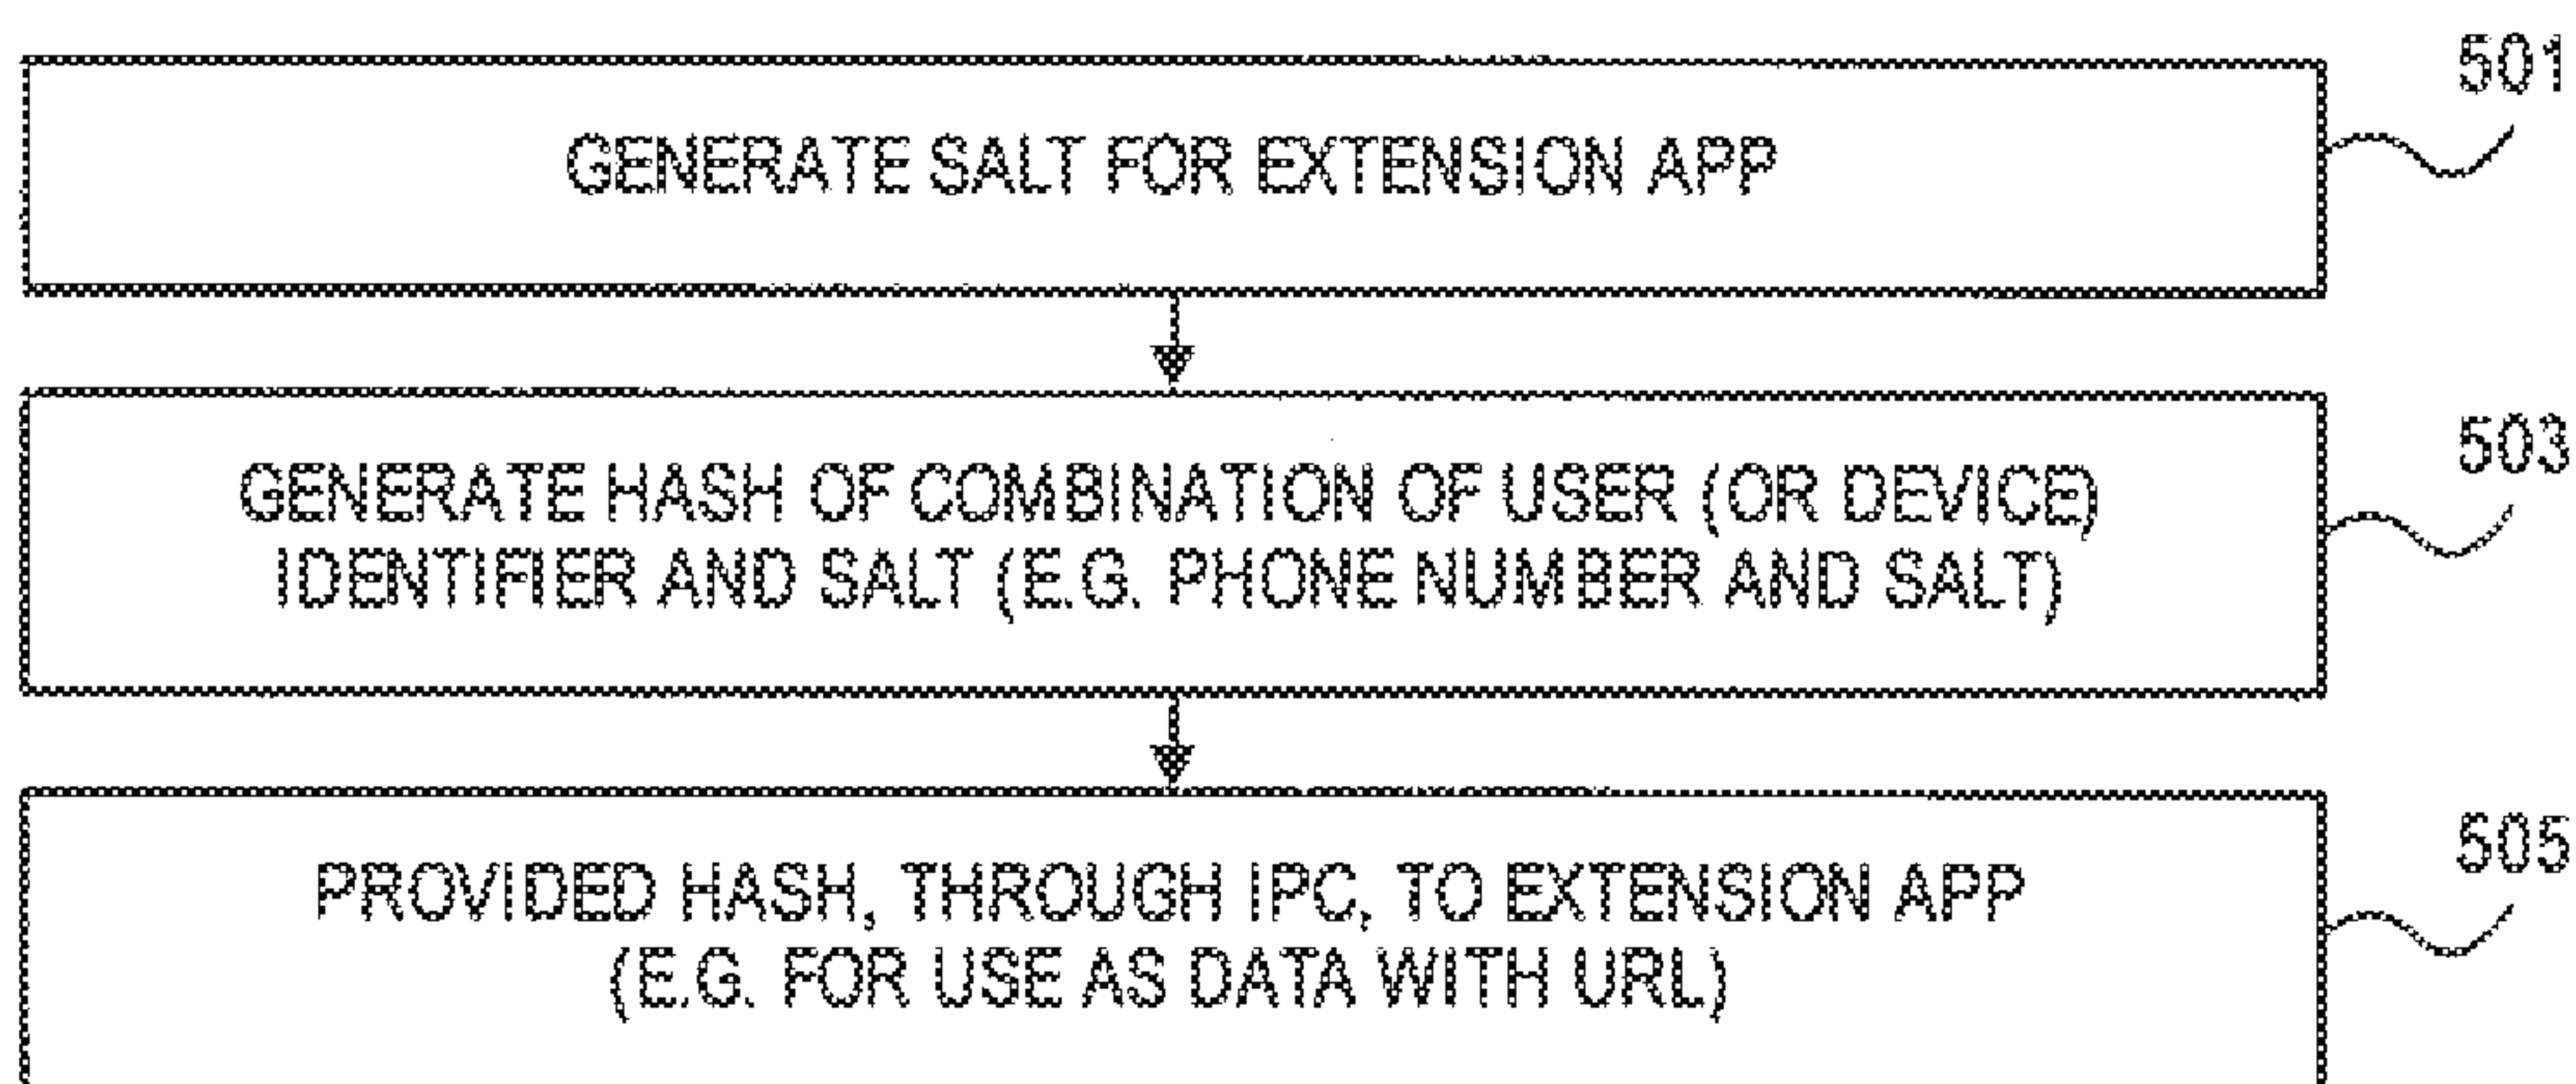 501
GENERATE SALT FOR EXTENSION APP
503
GENERATE HASH OF COMBINATION OF USER (OR DEVICE)
IDENTIFIER AND SALT (E.G. PHONE NUMBER AND SALT)
505
PROVIDED HASH, THROUGH IPC, TO EXTENSION APP
(E.G. FOR USE AS DATA WITH URL)